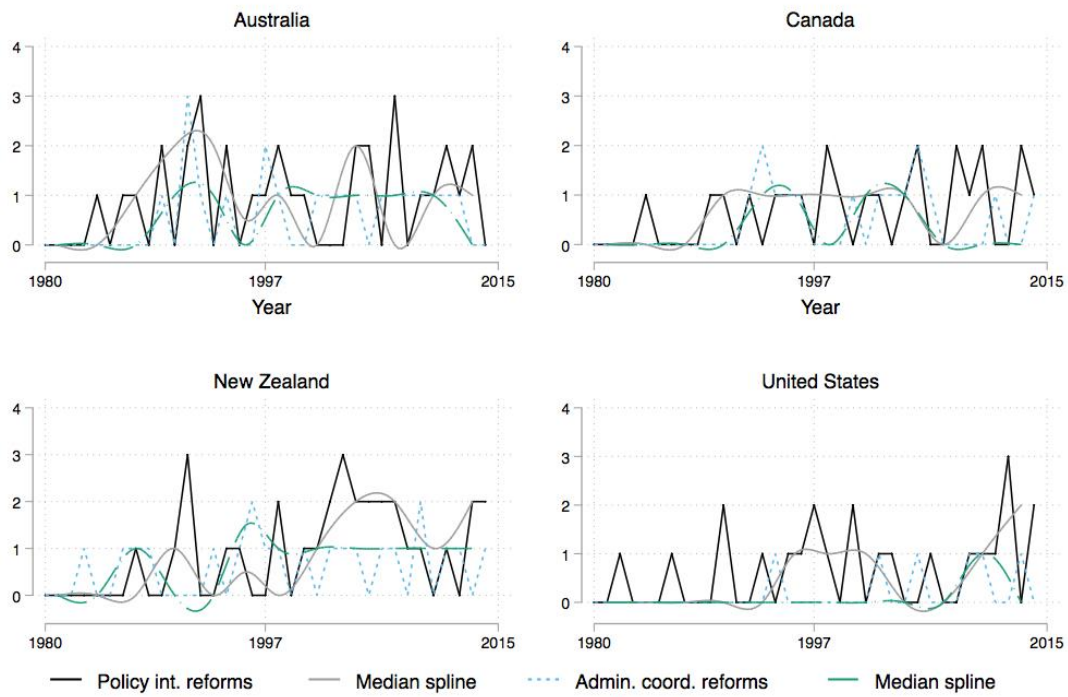 Australia
4
3
2
1
0
1980 1997 2015
Year
Canada
4
3
2
1
0
1980 1997 2015
Year
New Zealand
4
3
2
1
0
1980 1997 2015
United States
4
3
2
1
0
1980 1997 2015
Policy int. reforms Median spline Admin. coord. reforms Median spline